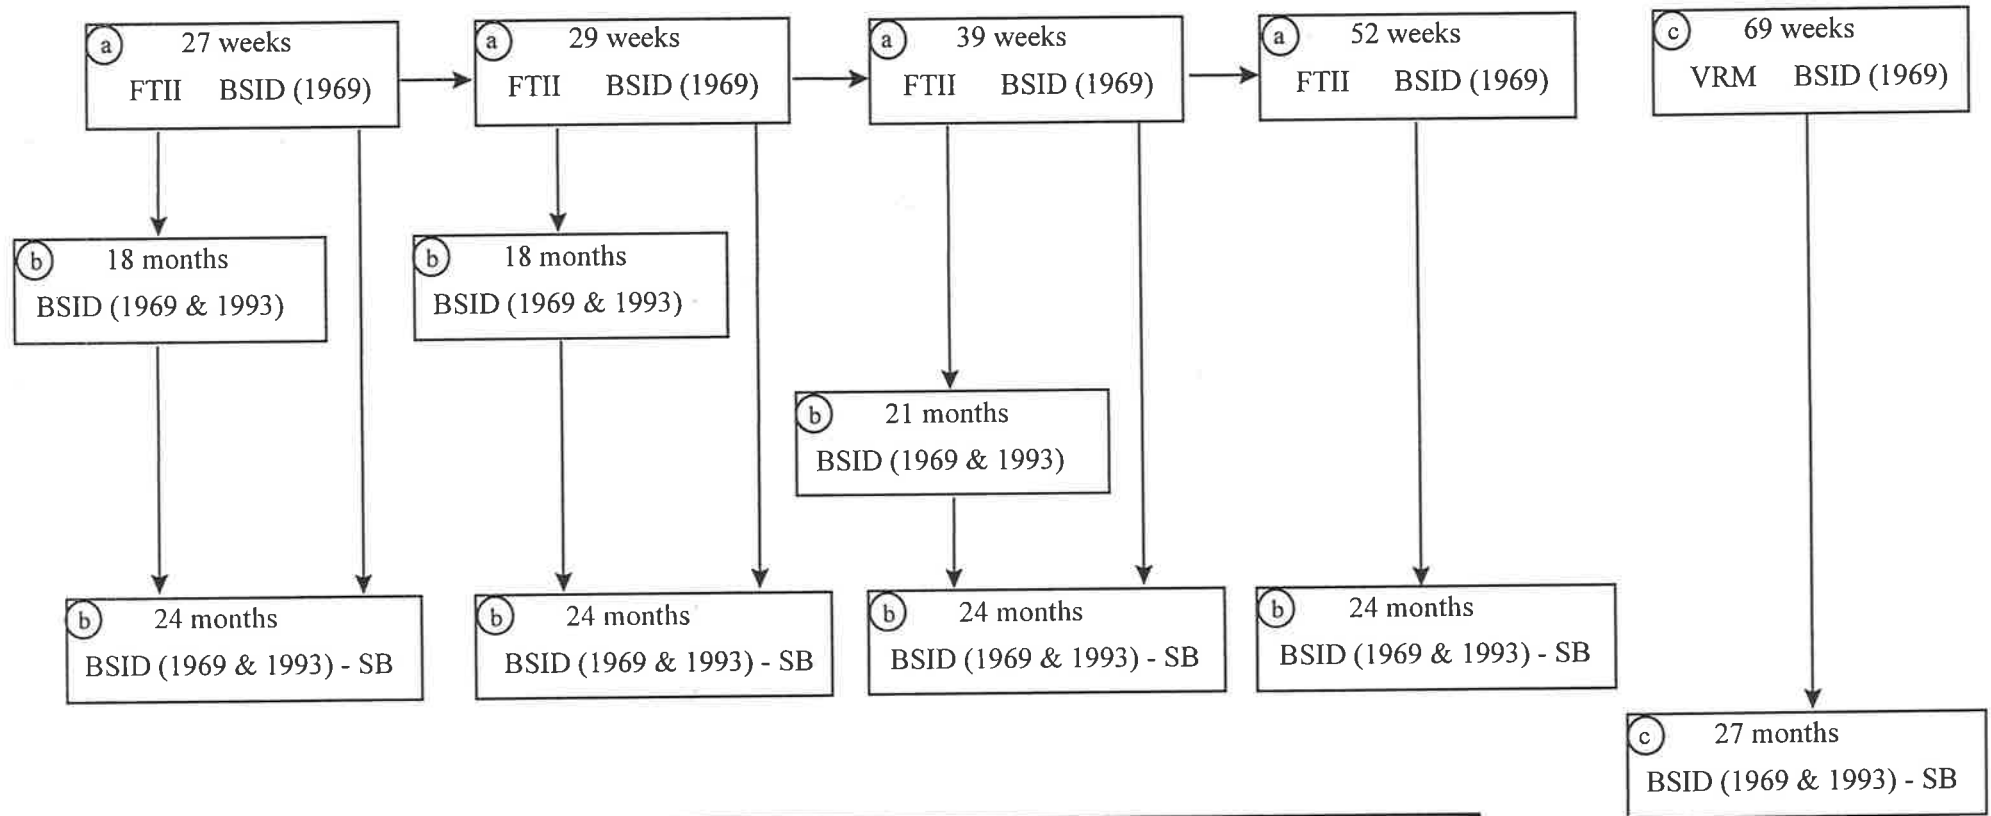 a 27 weeks
FTII BSID (1969)
a 29 weeks
FTII BSID (1969)
a 39 weeks
FTII BSID (1969)
a 52 weeks
FTII BSID (1969)
c 69 weeks
VRM BSID (1969)
b 18 months
BSID (1969 & 1993)
b 18 months
BSID (1969 & 1993)
b 21 months
BSID (1969 & 1993)
b 24 months
BSID (1969 & 1993) - SB
b 24 months
BSID (1969 & 1993) - SB
b 24 months
BSID (1969 & 1993) - SB
b 24 months
BSID (1969 & 1993) - SB
c 27 months
BSID (1969 & 1993) - SB